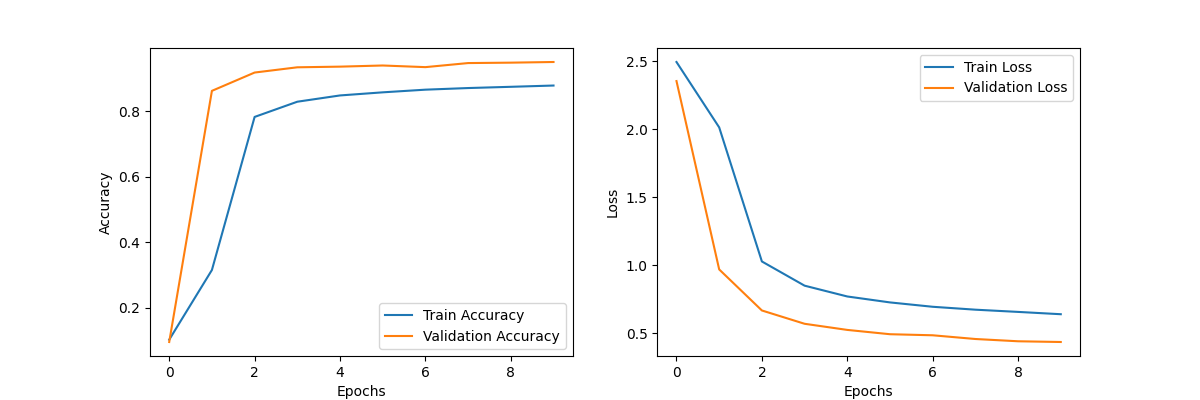 0.8
0.6
0.4
0.2
Accuracy
0 2 4 6 8
Epochs
Train Accuracy
Validation Accuracy
2.5
2.0
1.5
1.0
0.5
Loss
0 2 4 6 8
Epochs
Train Loss
Validation Loss